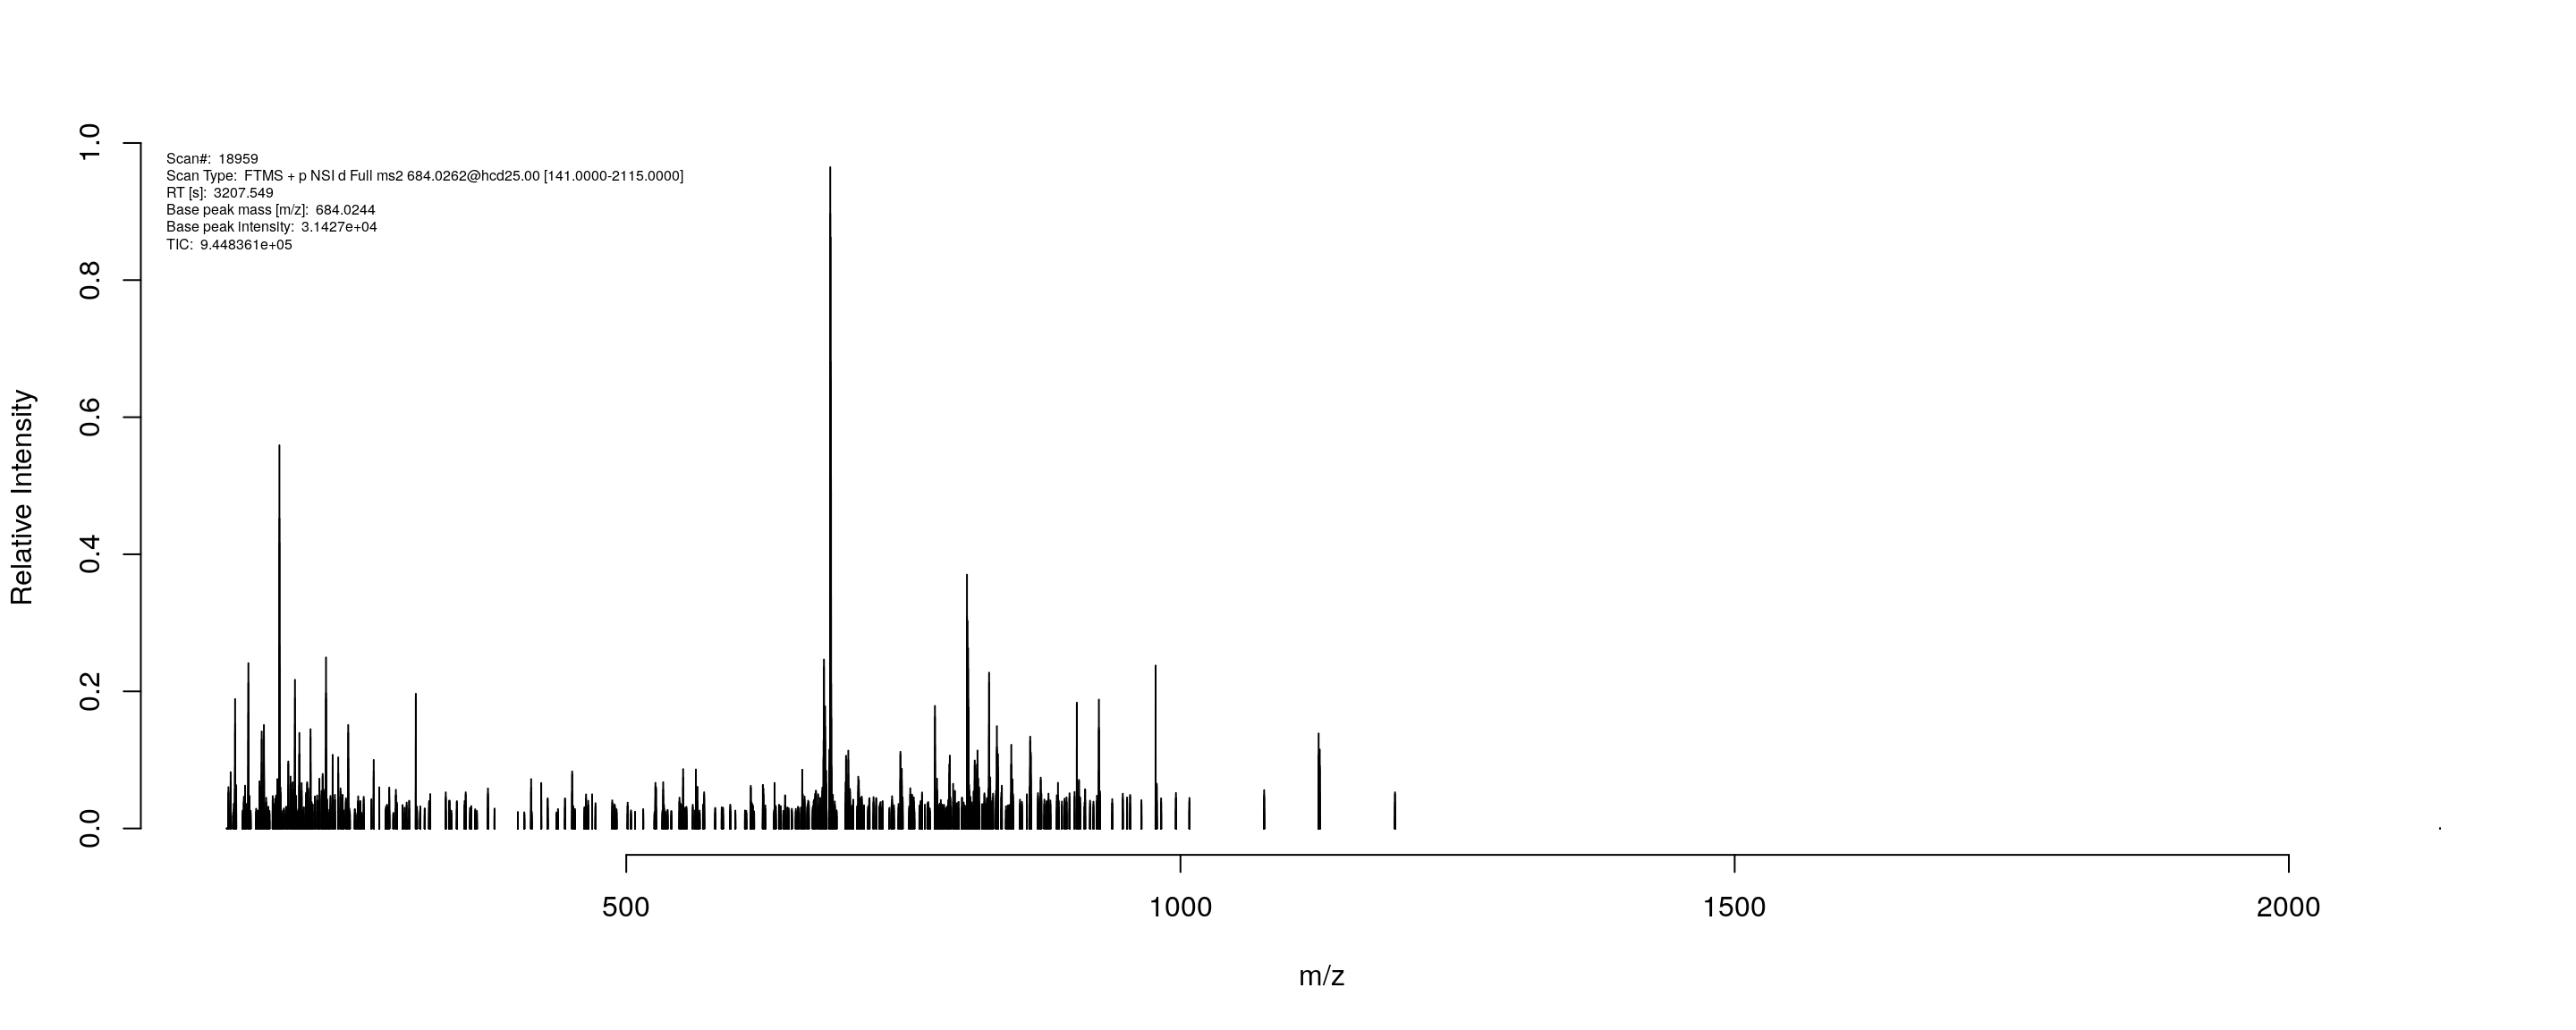 Scan#: 18959
Scan Type: FTMS + p NSI d Full ms2 684.0262@hcd25.00 [141.0000-2115.0000]
RT [s]: 3207.549
Base peak mass [m/z]: 684.0244
Base peak intensity: 3.1427e+04
TIC: 9.448361e+05
1.0
0.8
0.6
0.4
0.2
0.0
Relative Intensity
500 1000 1500 2000
m/z